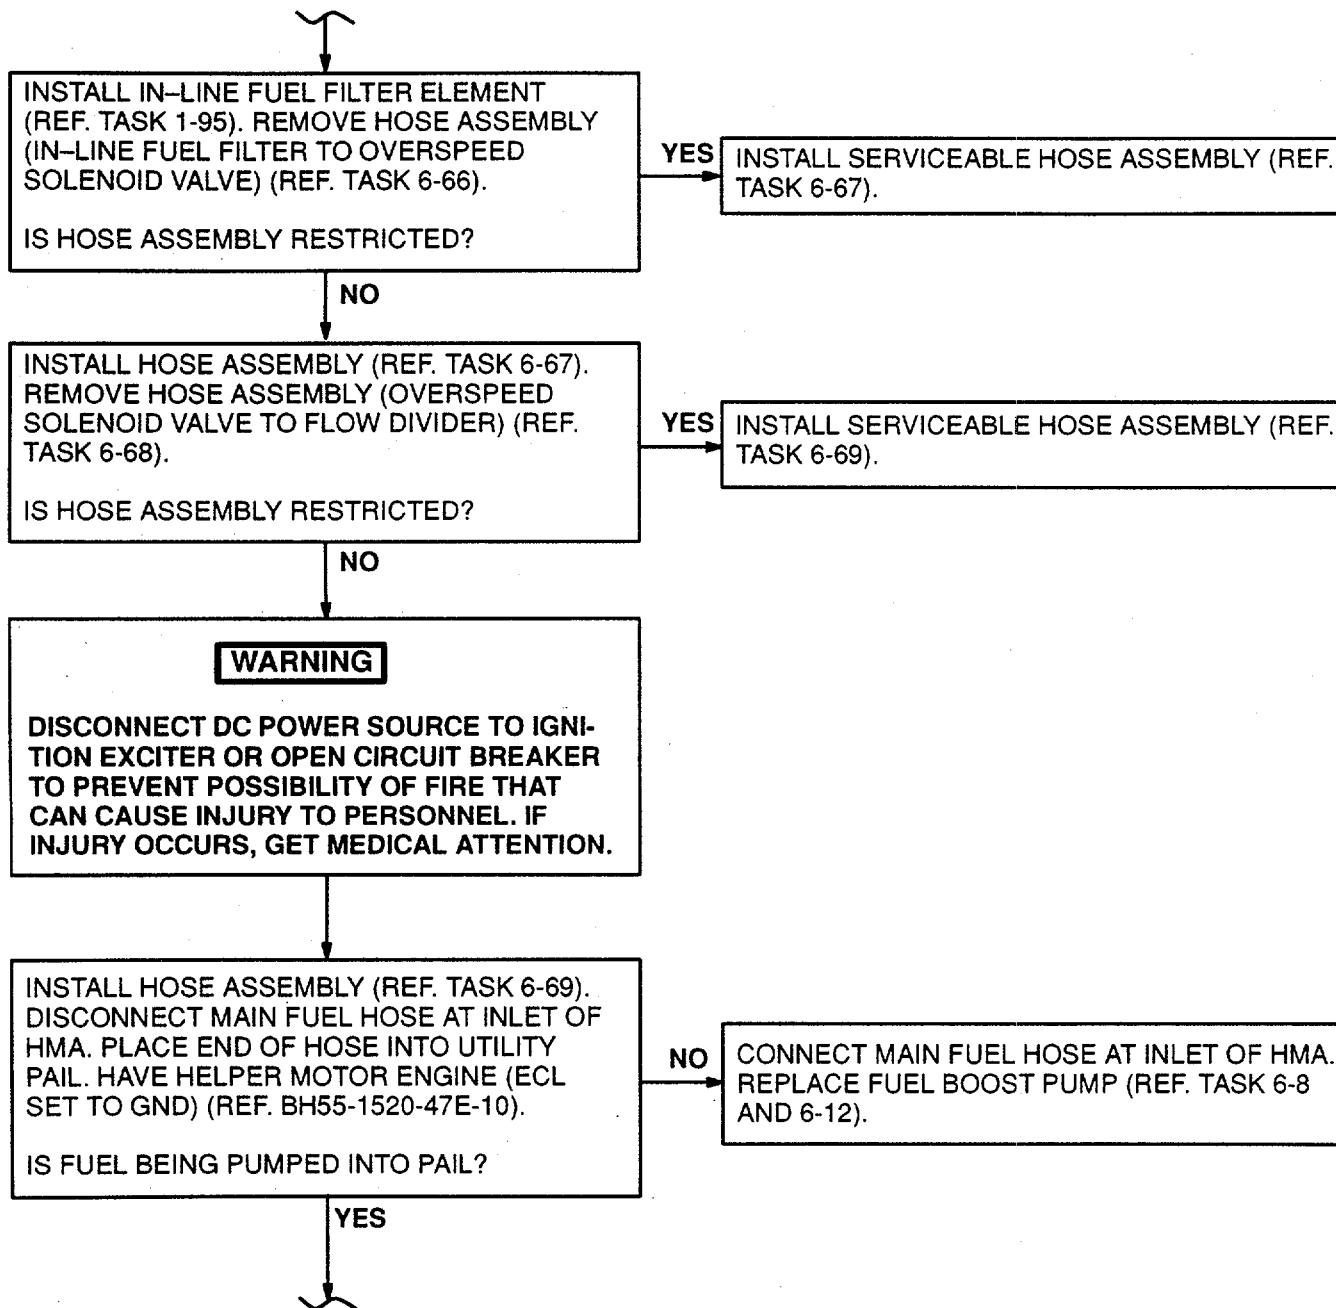 INSTALL IN–LINE FUEL FILTER ELEMENT
(REF. TASK 1-95). REMOVE HOSE ASSEMBLY
(IN–LINE FUEL FILTER TO OVERSPEED
SOLENOID VALVE) (REF. TASK 6-66).
IS HOSE ASSEMBLY RESTRICTED?
YES
INSTALL SERVICEABLE HOSE ASSEMBLY (REF.
TASK 6-67).
NO
INSTALL HOSE ASSEMBLY (REF. TASK 6-67).
REMOVE HOSE ASSEMBLY (OVERSPEED
SOLENOID VALVE TO FLOW DIVIDER) (REF.
TASK 6-68).
IS HOSE ASSEMBLY RESTRICTED?
YES
INSTALL SERVICEABLE HOSE ASSEMBLY (REF.
TASK 6-69).
NO
WARNING
DISCONNECT DC POWER SOURCE TO IGNI-
TION EXCITER OR OPEN CIRCUIT BREAKER
TO PREVENT POSSIBILITY OF FIRE THAT
CAN CAUSE INJURY TO PERSONNEL. IF
INJURY OCCURS, GET MEDICAL ATTENTION.
INSTALL HOSE ASSEMBLY (REF. TASK 6-69).
DISCONNECT MAIN FUEL HOSE AT INLET OF
HMA. PLACE END OF HOSE INTO UTILITY
PAIL. HAVE HELPER MOTOR ENGINE (ECL
SET TO GND) (REF. BH55-1520-47E-10).
IS FUEL BEING PUMPED INTO PAIL?
NO
CONNECT MAIN FUEL HOSE AT INLET OF HMA.
REPLACE FUEL BOOST PUMP (REF. TASK 6-8
AND 6-12).
YES